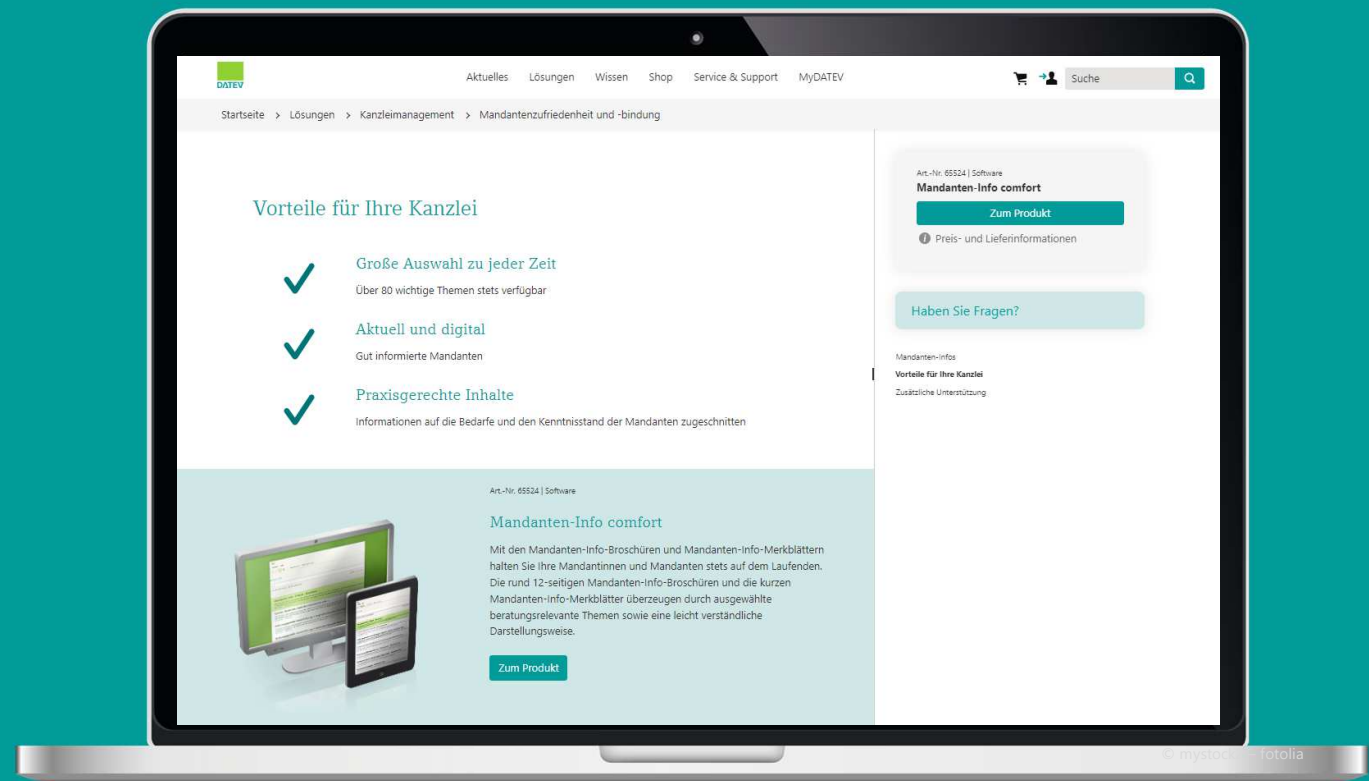 DATEV
Aktuelles Lösungen Wissen Shop Service & Support MyDATEV
Suche
Startseite > Lösungen > Kanzleimanagement > Mandantenzufriedenheit und -bindung
Vorteile für Ihre Kanzlei
Große Auswahl zu jeder Zeit
Über 80 wichtige Themen stets verfügbar
Aktuell und digital
Gut informierte Mandanten
Praxisgerechte Inhalte
Informationen auf die Bedarfe und den Kenntnisstand der Mandanten zugeschnitten
Art.-Nr. 65524 | Software
Mandanten-Info comfort
Mit den Mandanten-Info-Broschüren und Mandanten-Info-Merkblättern
halten Sie Ihre Mandantinnen und Mandanten stets auf dem Laufenden.
Die rund 12-seitigen Mandanten-Info-Broschüren und die kurzen
Mandanten-Info-Merkblätter überzeugen durch ausgewählte
beratungsrelevante Themen sowie eine leicht verständliche
Darstellungsweise.
Zum Produkt
Art.-Nr. 65524 | Software
Mandanten-Info comfort
Zum Produkt
Preis- und Lieferinformationen
Haben Sie Fragen?
Mandanten-Infos
Vorteile für Ihre Kanzlei
Zusätzliche Unterstützung
fotolia